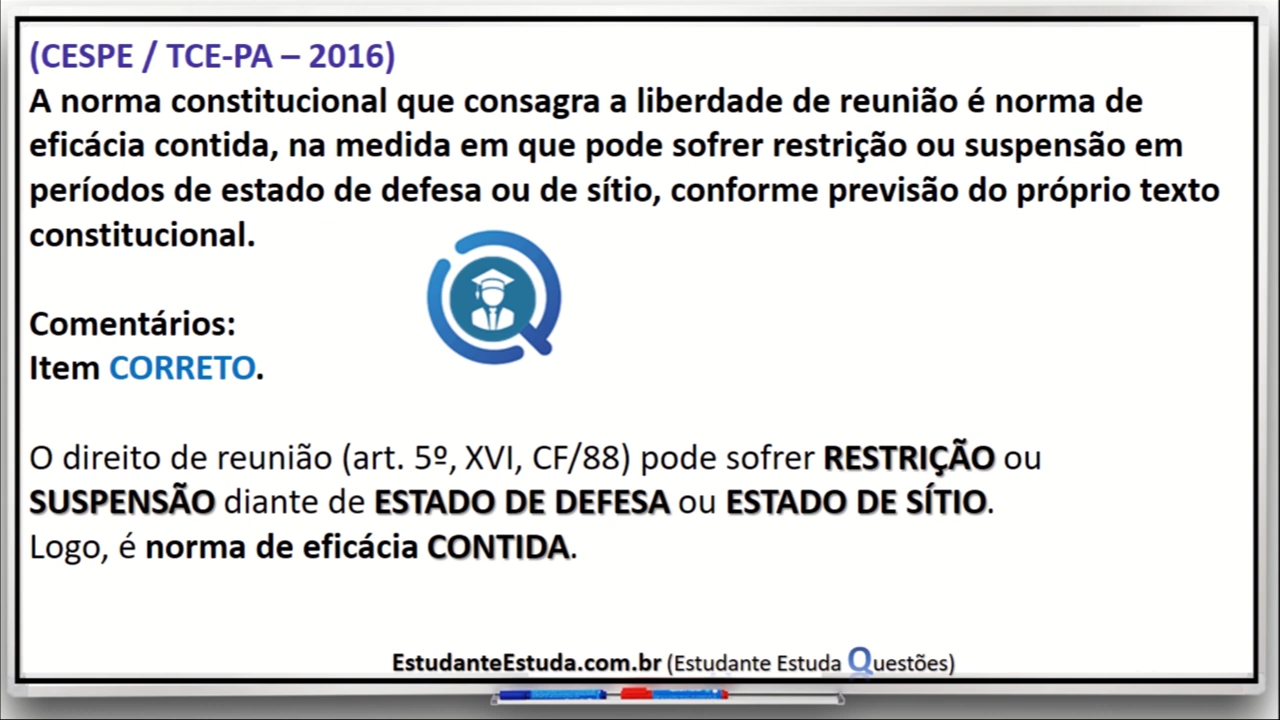 (CESPE / TCE-PA – 2016)
A norma constitucional que consagra a liberdade de reunião é norma de
eficácia contida, na medida em que pode sofrer restrição ou suspensão em
períodos de estado de defesa ou de sítio, conforme previsão do próprio texto
constitucional.
Comentários:
Item CORRETO.
O direito de reunião (art. 5º, XVI, CF/88) pode sofrer RESTRIÇÃO ou
SUSPENSÃO diante de ESTADO DE DEFESA ou ESTADO DE SÍTIO.
Logo, é norma de eficácia CONTIDA.
EstudanteEstuda.com.br (Estudante Estuda Questões)